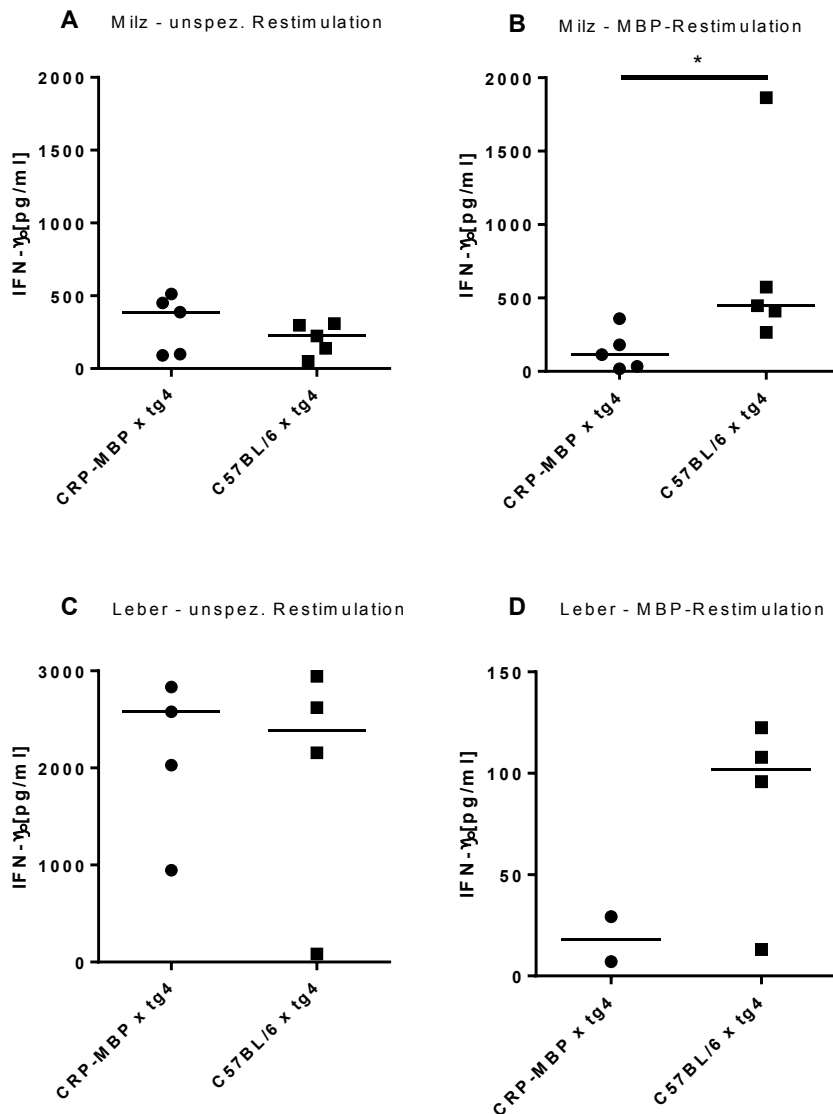 A Milz - unspez. Restimulation
2000
1500
1000
500
0
IFN-γ[pg/ml]
CRP-MBP x tg4
C57BL/6 x tg4
B Milz - MBP-Restimulation
*
2000
1500
1000
500
0
IFN-γ[pg/ml]
CRP-MBP x tg4
C57BL/6 x tg4
C Leber - unspez. Restimulation
3000
2000
1000
0
IFN-γ[pg/ml]
CRP-MBP x tg4
C57BL/6 x tg4
D Leber - MBP-Restimulation
150
100
50
0
IFN-γ[pg/ml]
CRP-MBP x tg4
C57BL/6 x tg4